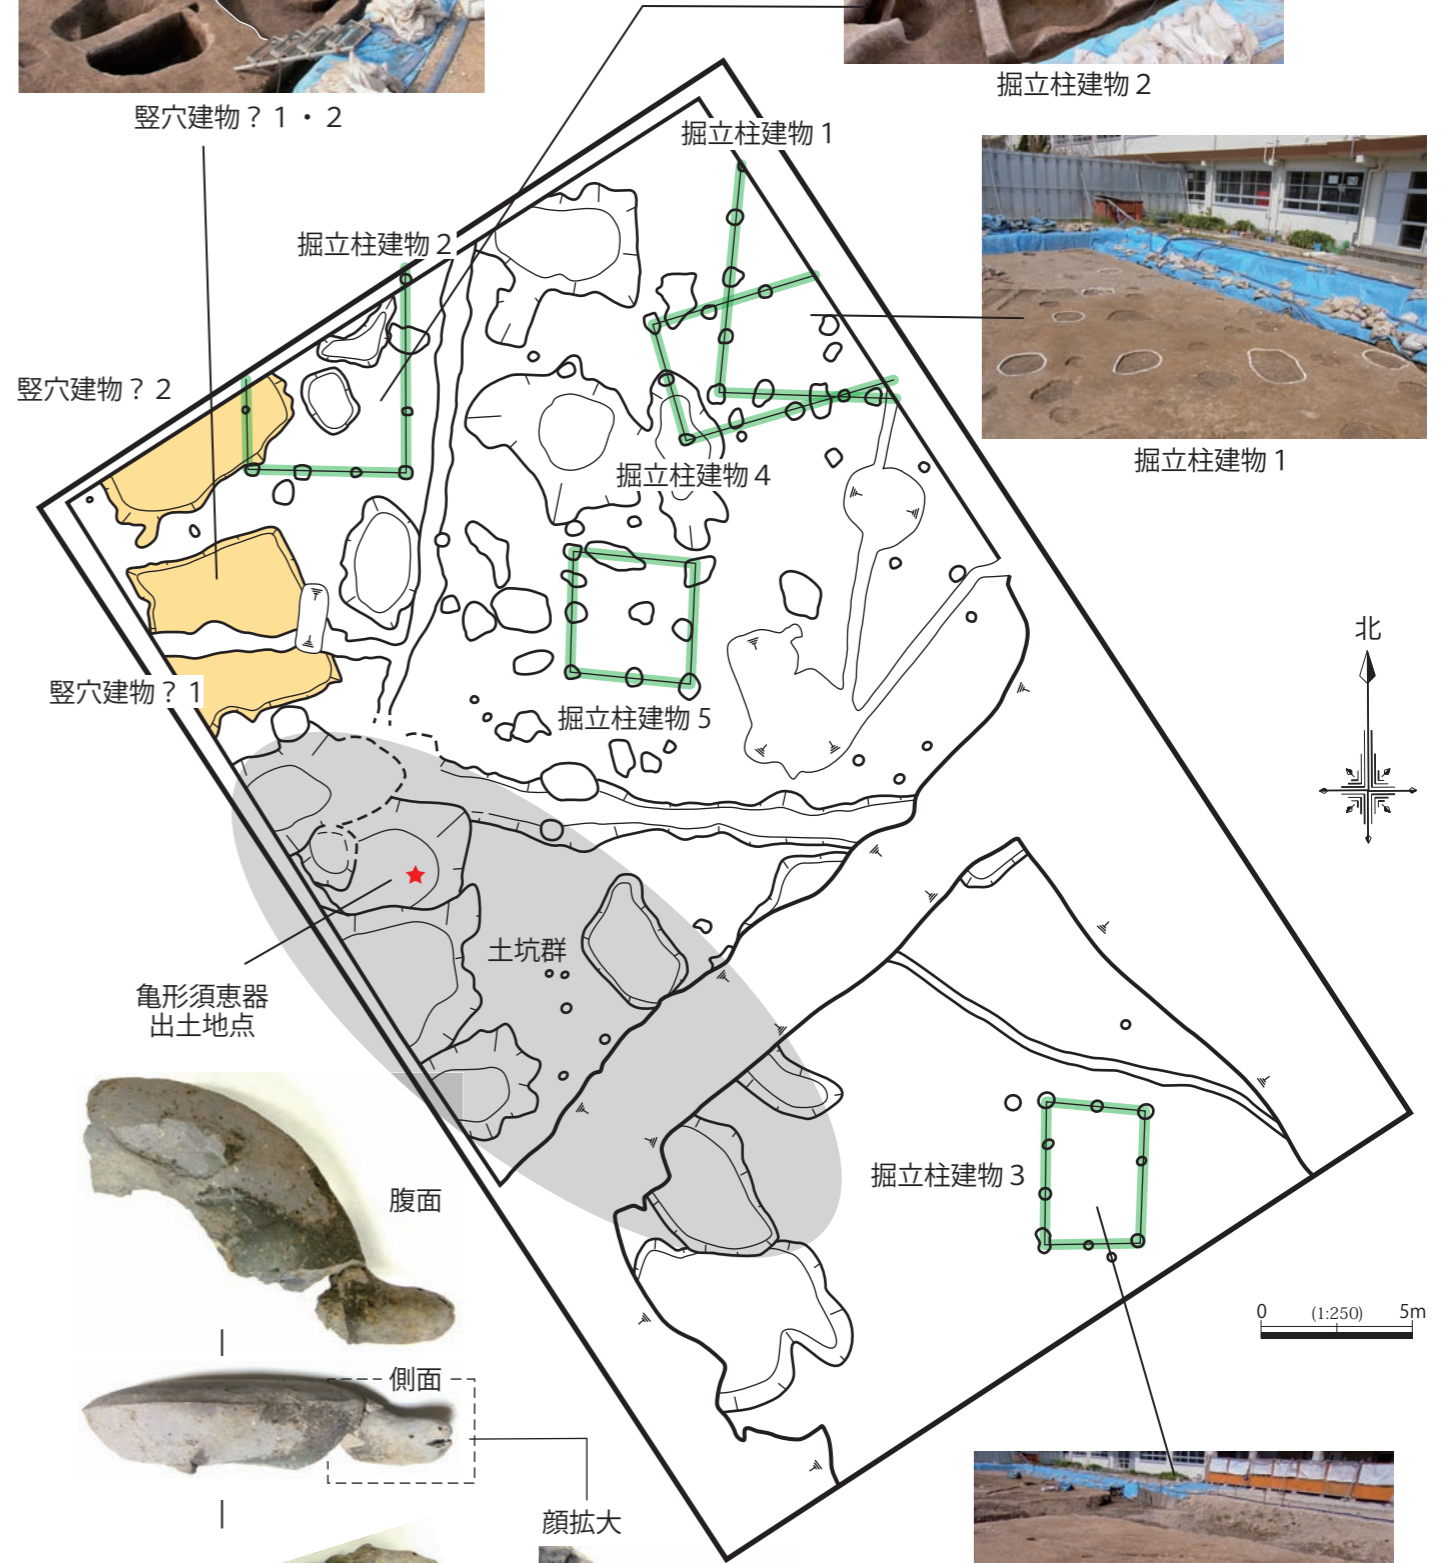 竪穴建物？１・２
掘立柱建物２
掘立柱建物１
掘立柱建物２
竪穴建物？２
掘立柱建物１
掘立柱建物４
北
竪穴建物？１
掘立柱建物５
土坑群
亀形須恵器
出土地点
腹面
掘立柱建物３
0 (1:250) 5m
側面
顔拡大